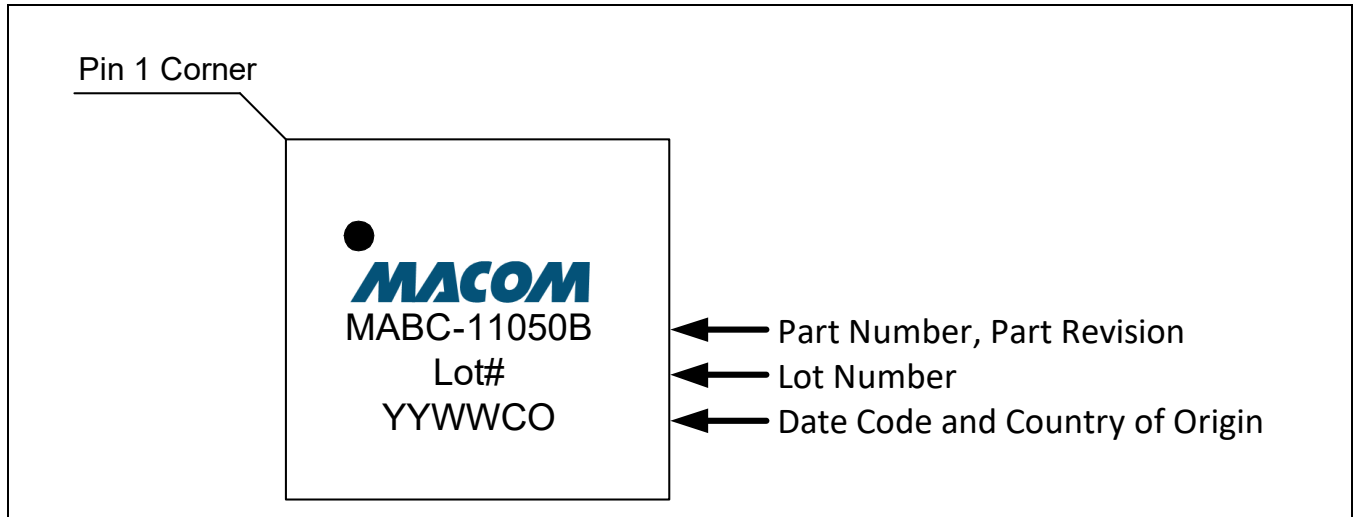 Pin 1 Corner
MACOM
MABC-11050B
Part Number, Part Revision
Lot#
Lot Number
YYWWCO
Date Code and Country of Origin